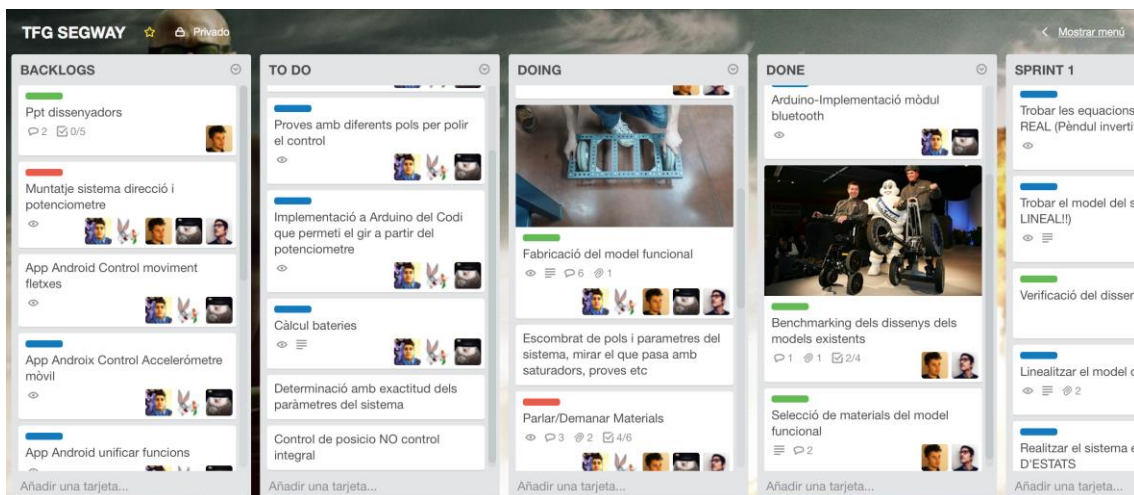 TFG SEGWAY
Privado
Mostrar menú
BACKLOGS
Ppt dissenyadors
2 0/5
Muntatje sistema direcció i
potenciometre
App Android Control moviment
fletxes
App Androix Control Accelerómetre
mòvil
App Android unificar funcions
Añadir una tarjeta...
TO DO
Proves amb diferents pols per polir
el control
Implementació a Arduino del Codi
que permeti el gir a partir del
potenciometre
Càlcul bateries
Determinació amb exactitud dels
paràmetres del sistema
Control de posicio NO control
integral
Añadir una tarjeta...
DOING
Fabricació del model funcional
6 1
Escombrat de pols i parametres del
sistema, mirar el que pasa amb
saturadors, proves etc
Parlar/Demanar Materials
3 2 4/6
Añadir una tarjeta...
DONE
Arduino-Implementació mòdul
bluetooth
Benchmarking dels dissenys dels
models existents
1 1 2/4
Selecció de materials del model
funcional
2
Añadir una tarjeta...
SPRINT 1
Trobar les equacions
REAL (Pèndul inverti
Trobar el model del s
LINEAL!!)
Verificació del disser
Linealitzar el model
2
Realitzar el sistema e
D'ESTATS
Añadir una tarjeta...